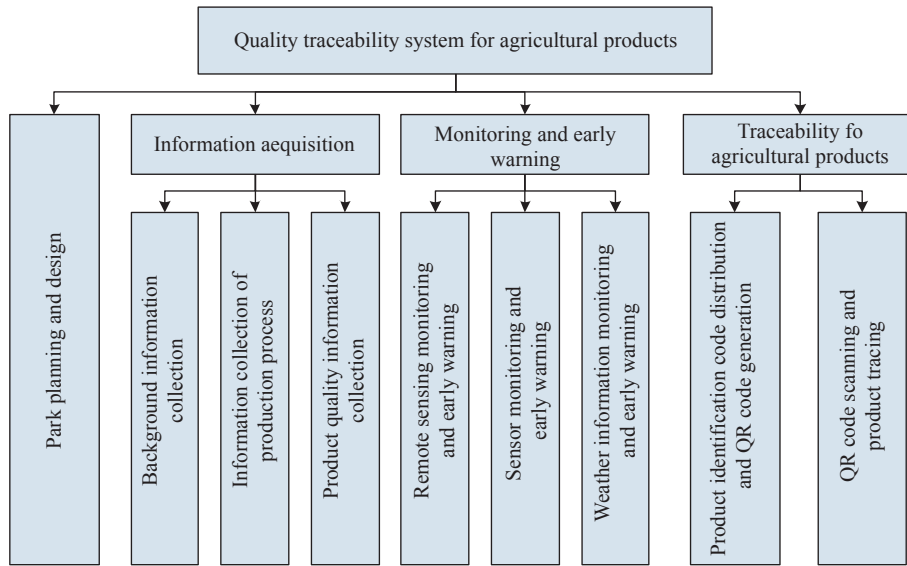 Quality traceability system for agricultural products
Park planning and design
Information aequisition
Monitoring and early
warning
Traceability fo
agricultural products
Background information
collection
Information collection of
production process
Product quality information
collection
Remote sensing monitoring
and early warning
Sensor monitoring and
early warning
Weather information monitoring
and early warning
Product identification code distribution
and QR code generation
QR code scanning and
product tracing